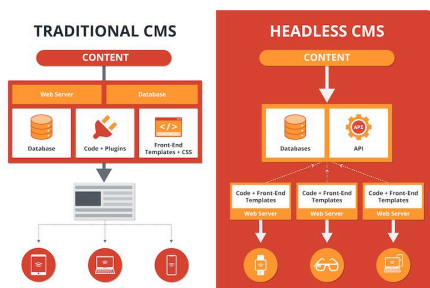 TRADITIONAL CMS
CONTENT
Web Server
Database
Database
Code + Plugins
Front-End
Templates + CSS
HEADLESS CMS
CONTENT
API
Databases
API
Code + Front-End
Templates
Web Server
Code + Front-End
Templates
Web Server
Code + Front-End
Templates
Web Server